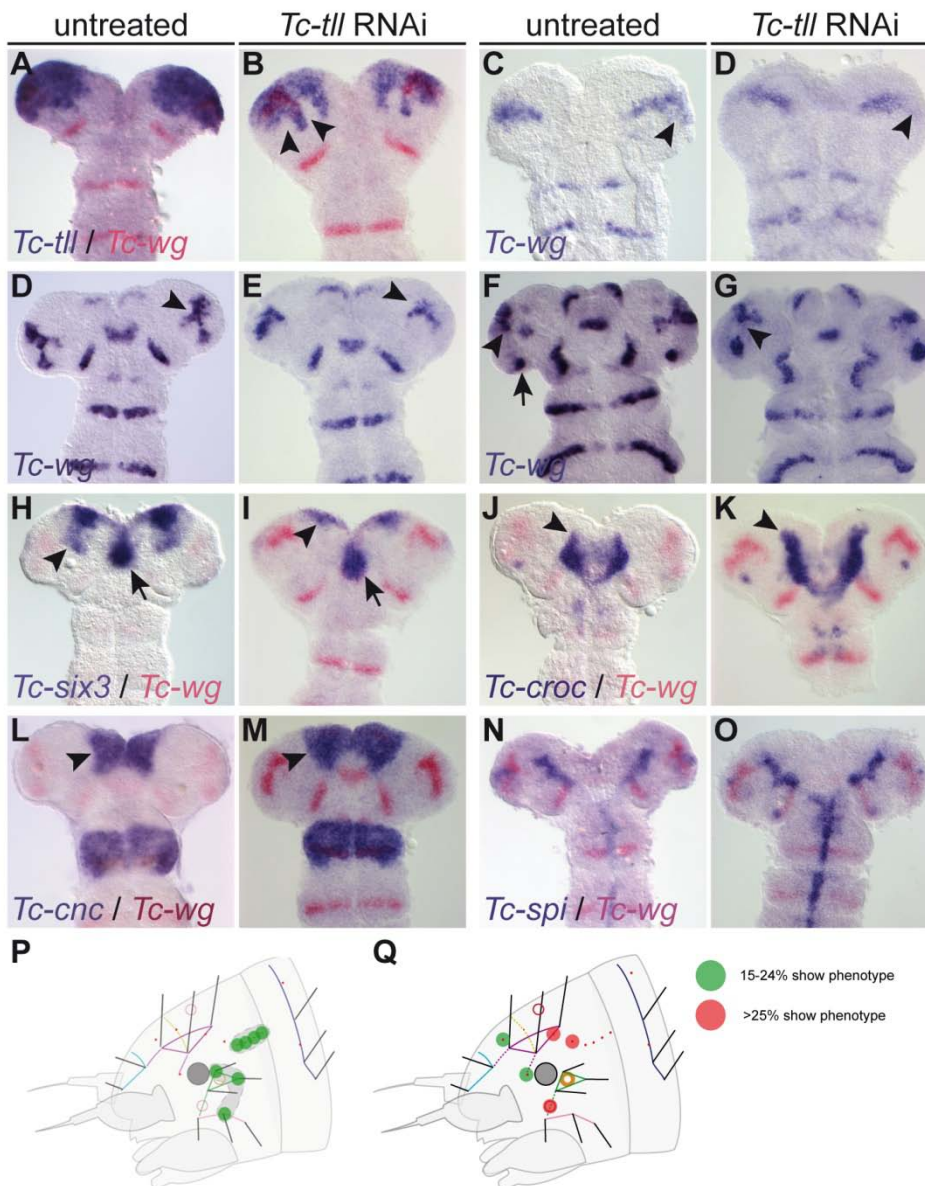 untreated Tc-tll RNAi untreated Tc-tll RNAi
A B C D
Tc-tll / Tc-wg Tc-wg
D E F G
Tc-wg Tc-wg
H I J K
Tc-six3 / Tc-wg Tc-croc / Tc-wg
L M N O
Tc-cnc / Tc-wg Tc-spi / Tc-wg
P Q
15-24% show phenotype
>25% show phenotype